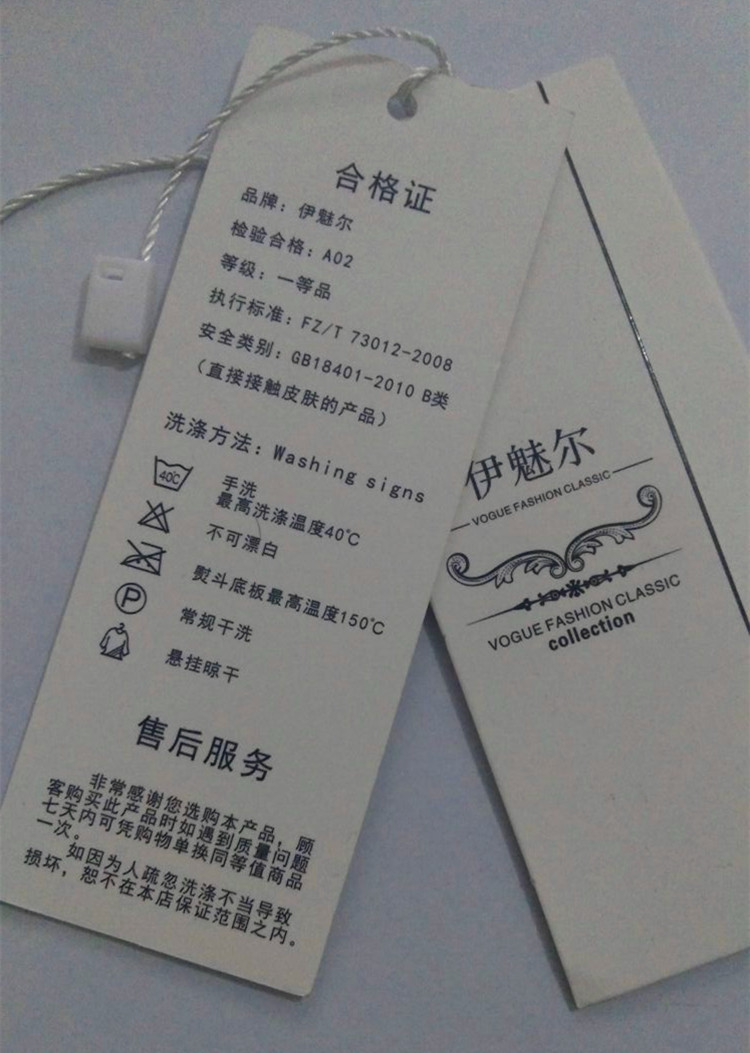 合格证
品牌：伊魅尔
检验合格：A02
等级：一等品
执行标准：FZ/T 73012-2008
安全类别：GB18401-2010 B类
（直接接触皮肤的产品）
洗涤方法：Washing signs
40℃
手洗
最高洗涤温度40℃
不可漂白
熨斗底板最高温度150℃
P
常规干洗
悬挂晾干
售后服务
非常感谢您选购本产品，顾
客购买此产品时如遇到质量问题
七天内可凭购物单换同等值商品
一次。
如因为人疏忽洗涤不当导致
损坏，恕不在本店保证范围之内。
伊魅尔
VOGUE FASHION CLASSIC
VOGUE FASHION CLASSIC
collection